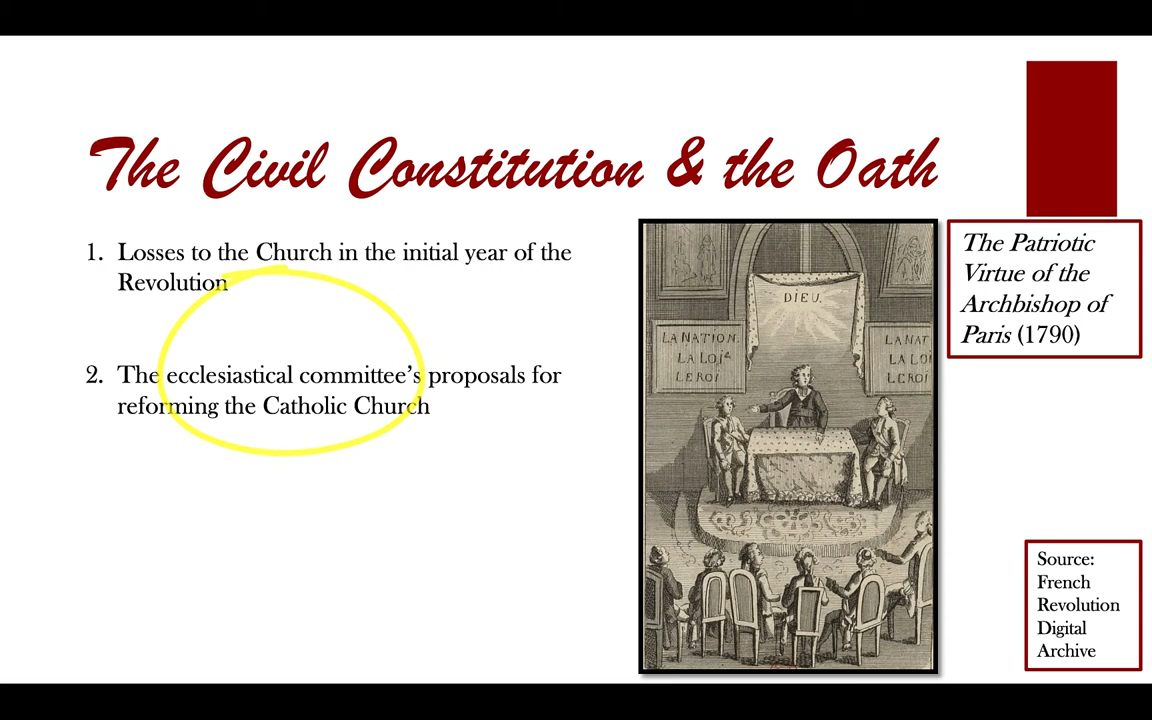 The Civil Constitution & the Oath
1. Losses to the Church in the initial year of the
Revolution
2. The ecclesiastical committee's proposals for
reforming the Catholic Church
DIEU.
LA NATION.
LA LOI
LE ROI
LA NAT
LA LOI
LE ROI
The Patriotic
Virtue of the
Archbishop of
Paris (1790)
Source:
French
Revolution
Digital
Archive